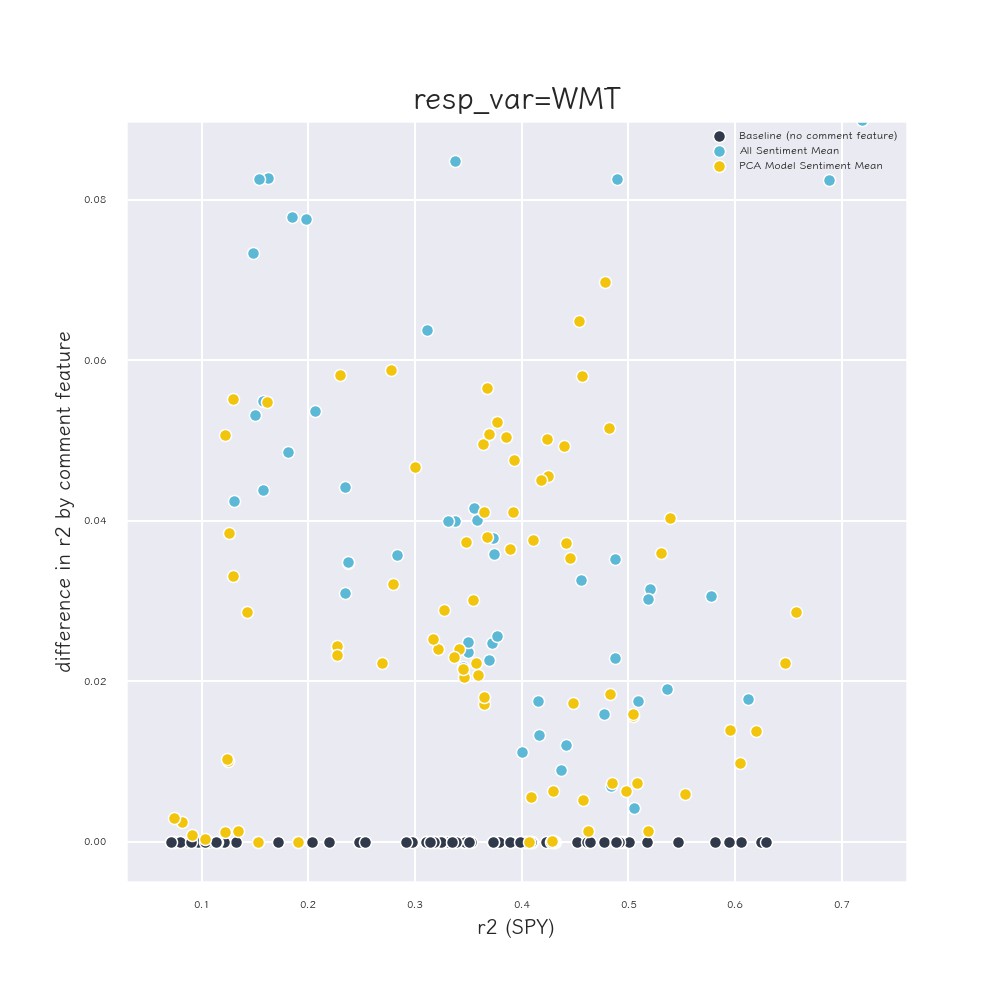 resp_var=WMT
Baseline (no comment feature)
All Sentiment Mean
PCA Model Sentiment Mean
difference in r2 by comment feature
0.08
0.06
0.04
0.02
0.00
0.1 0.2 0.3 0.4 0.5 0.6 0.7
r2 (SPY)